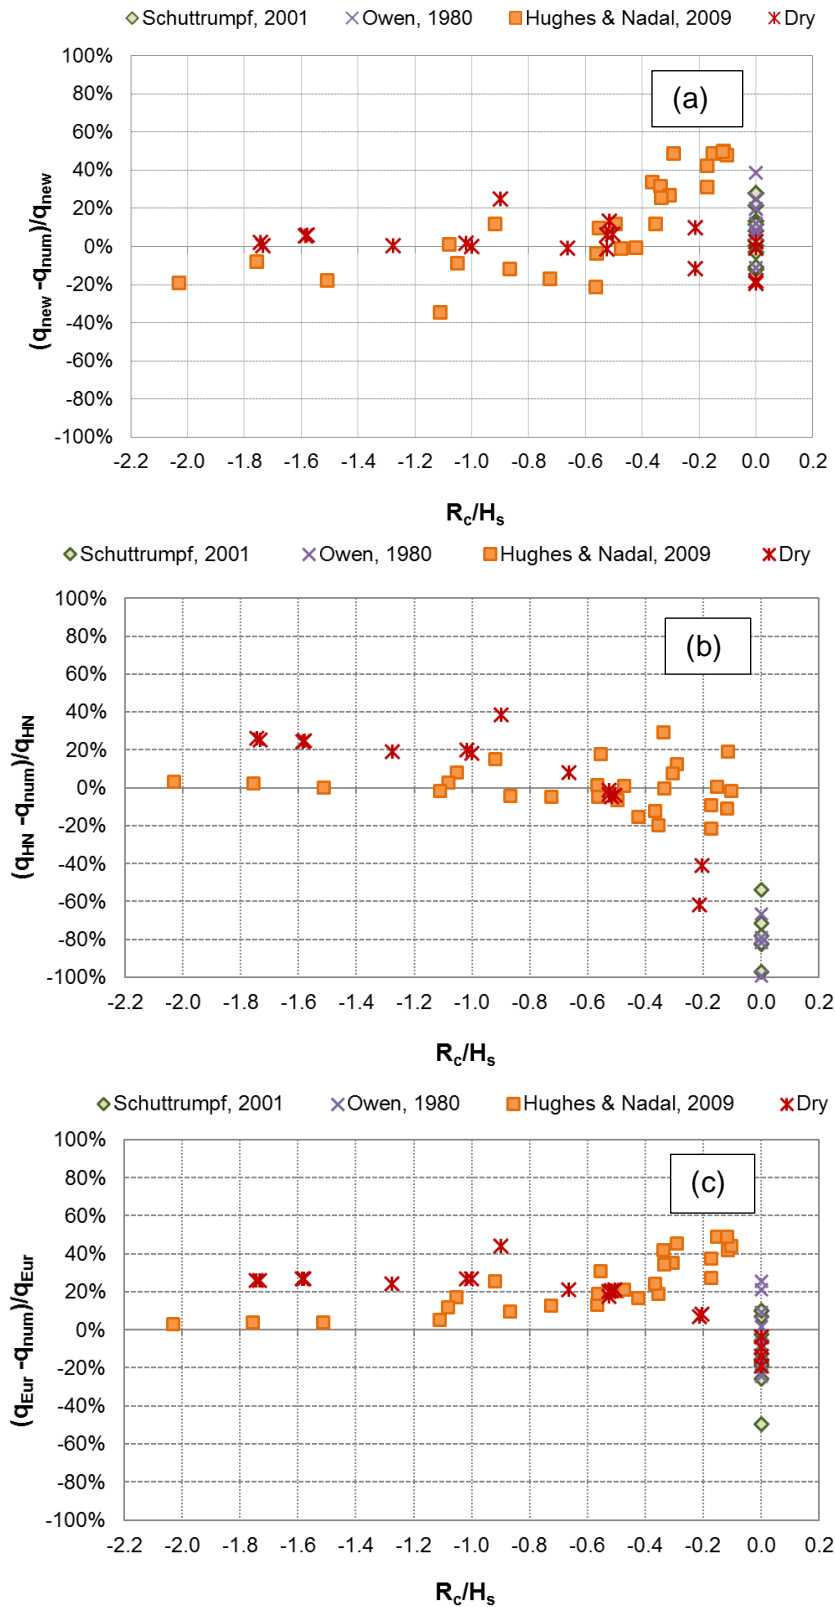 Schuttrumpf, 2001 Owen, 1980 Hughes & Nadal, 2009 Dry
(a)
100%
80%
60%
40%
20%
0%
-20%
-40%
-60%
-80%
-100%
(qnew -qnum)/qnew
-2.2 -2.0 -1.8 -1.6 -1.4 -1.2 -1.0 -0.8 -0.6 -0.4 -0.2 0.0 0.2
Rc/Hs
Schuttrumpf, 2001 Owen, 1980 Hughes & Nadal, 2009 Dry
(b)
100%
80%
60%
40%
20%
0%
-20%
-40%
-60%
-80%
-100%
(qHN -qnum)/qHN
-2.2 -2.0 -1.8 -1.6 -1.4 -1.2 -1.0 -0.8 -0.6 -0.4 -0.2 0.0 0.2
Rc/Hs
Schuttrumpf, 2001 Owen, 1980 Hughes & Nadal, 2009 Dry
(c)
100%
80%
60%
40%
20%
0%
-20%
-40%
-60%
-80%
-100%
(qEur -qnum)/qEur
-2.2 -2.0 -1.8 -1.6 -1.4 -1.2 -1.0 -0.8 -0.6 -0.4 -0.2 0.0 0.2
Rc/Hs